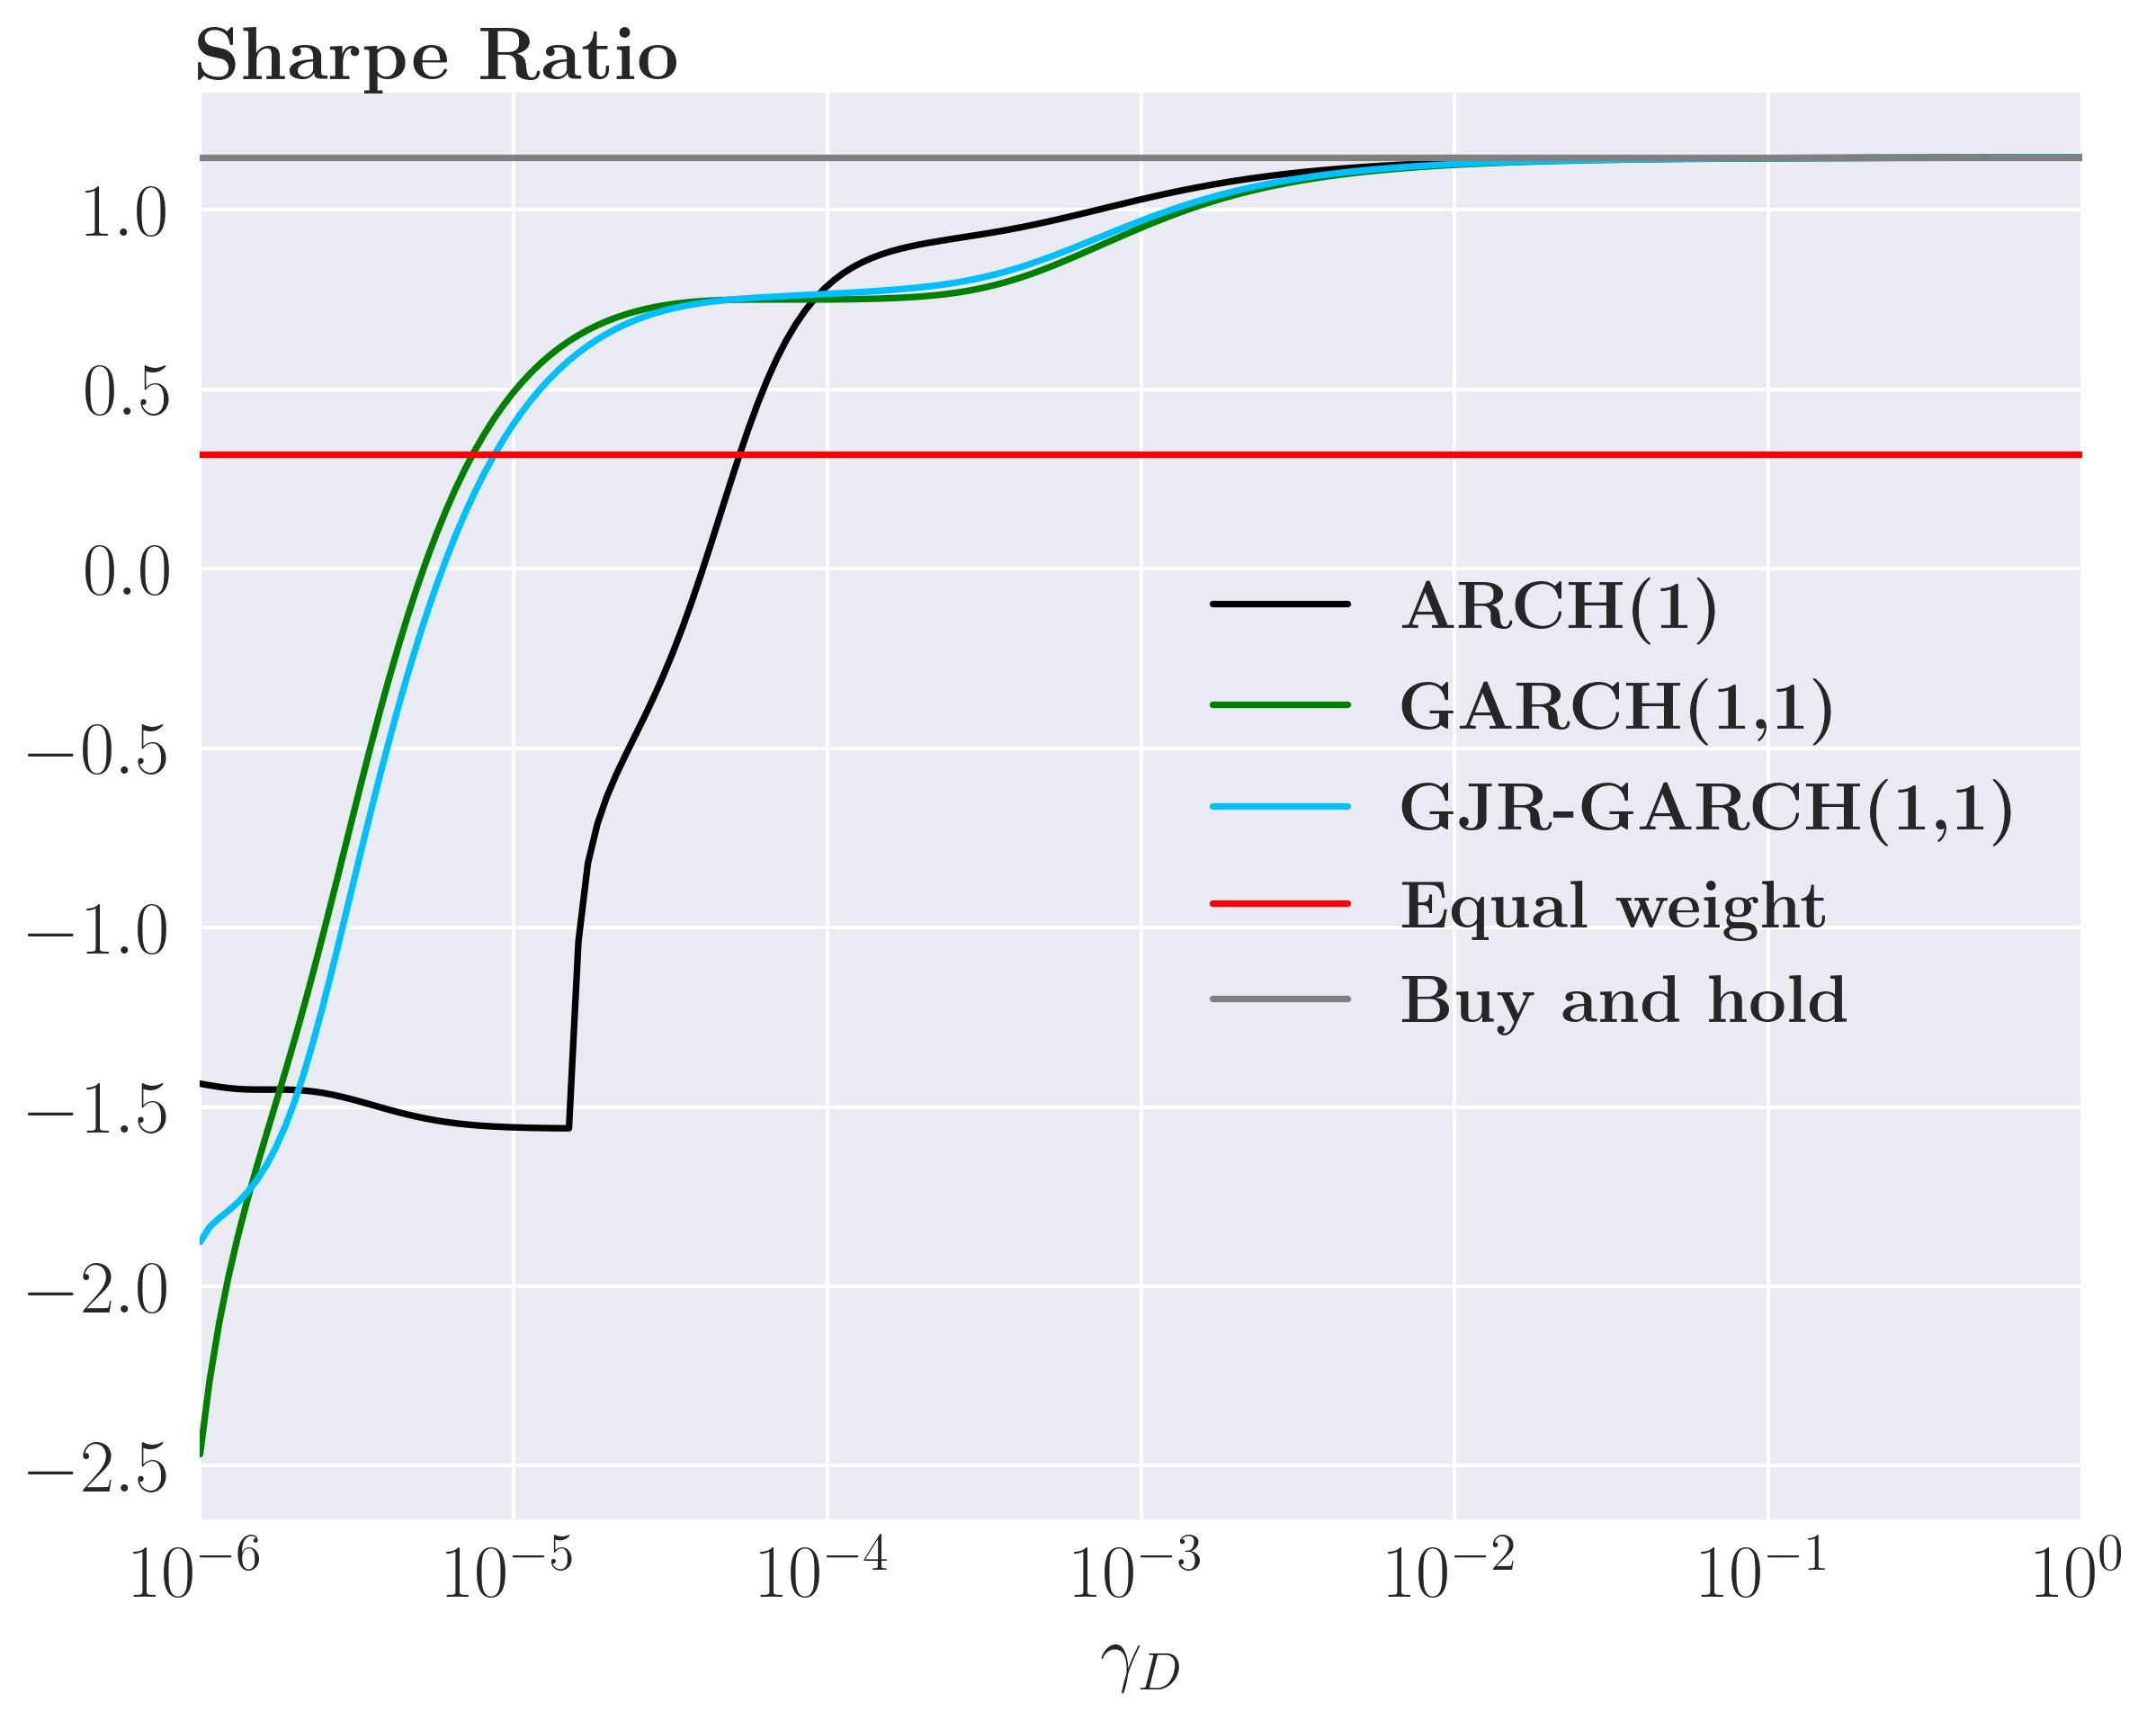 Sharpe Ratio
1.0
0.5
0.0
−0.5
−1.0
−1.5
−2.0
−2.5
ARCH(1)
GARCH(1,1)
GJR-GARCH(1,1)
Equal weight
Buy and hold
10⁻⁶ 10⁻⁵ 10⁻⁴ 10⁻³ 10⁻² 10⁻¹ 10⁰
γ_D